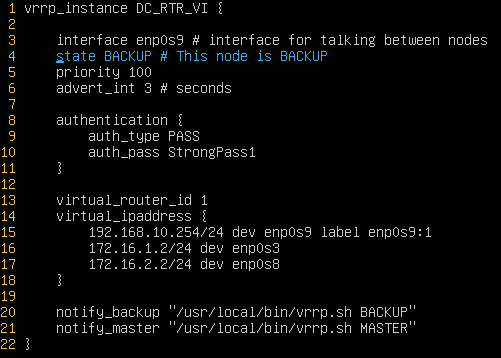 1 vrrp_instance DC_RTR_VI {
2
3     interface enp0s9 # interface for talking between nodes
4     state BACKUP # This node is BACKUP
5     priority 100
6     advert_int 3 # seconds
7
8     authentication {
9         auth_type PASS
10         auth_pass StrongPass1
11     }
12
13     virtual_router_id 1
14     virtual_ipaddress {
15         192.168.10.254/24 dev enp0s9 label enp0s9:1
16         172.16.1.2/24 dev enp0s3
17         172.16.2.2/24 dev enp0s8
18     }
19
20     notify_backup "/usr/local/bin/vrrp.sh BACKUP"
21     notify_master "/usr/local/bin/vrrp.sh MASTER"
22 }